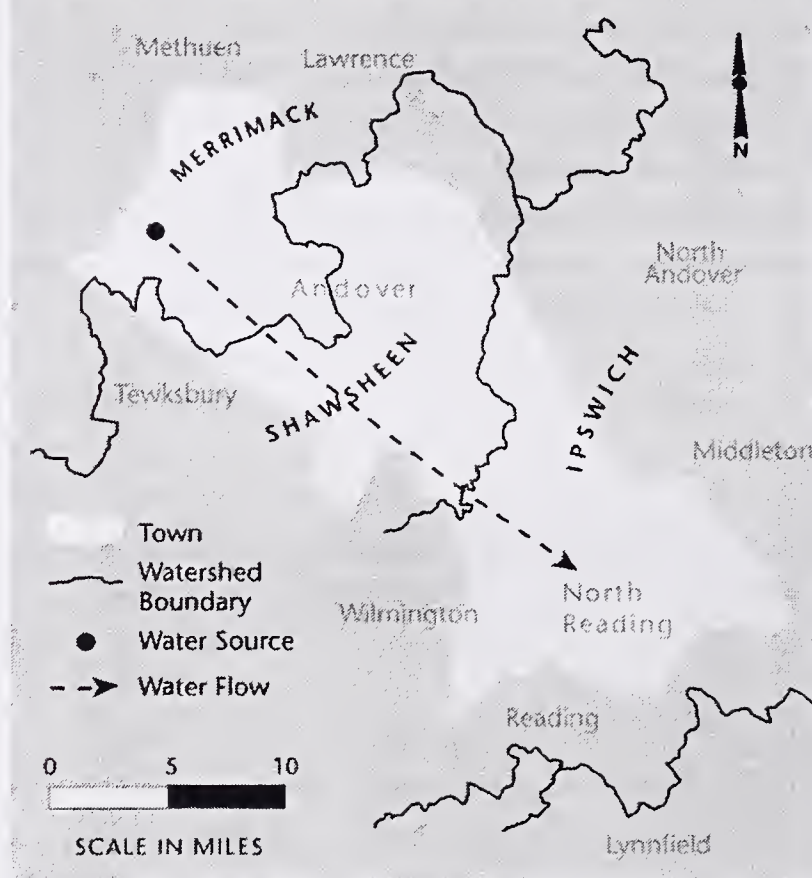 Methuen
Lawrence
MERRIMACK
N
North
Andover
Andover
Tewksbury
SHAWSHEEN
IPSWICH
Middleton
Town
Watershed
Boundary
Water Source
Water Flow
Wilmington
North
Reading
Reading
0 5 10
SCALE IN MILES
Lynnfield